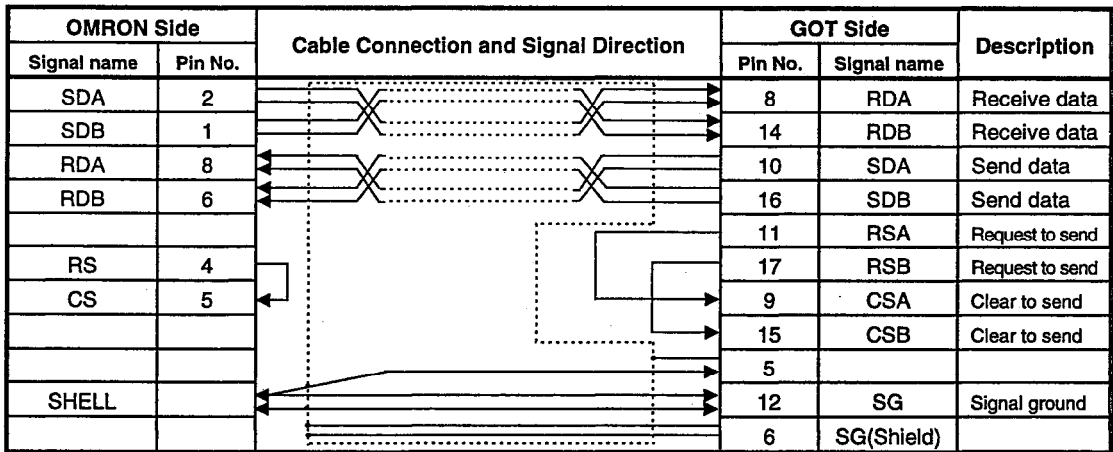 OMRON Side Cable Connection and Signal Direction GOT Side Description
Signal name Pin No. Pin No. Signal name
SDA 2 8 RDA Receive data
SDB 1 14 RDB Receive data
RDA 8 10 SDA Send data
RDB 6 16 SDB Send data
11 RSA Request to send
RS 4 17 RSB Request to send
CS 5 9 CSA Clear to send
15 CSB Clear to send
5
SHELL 12 SG Signal ground
6 SG(Shield)